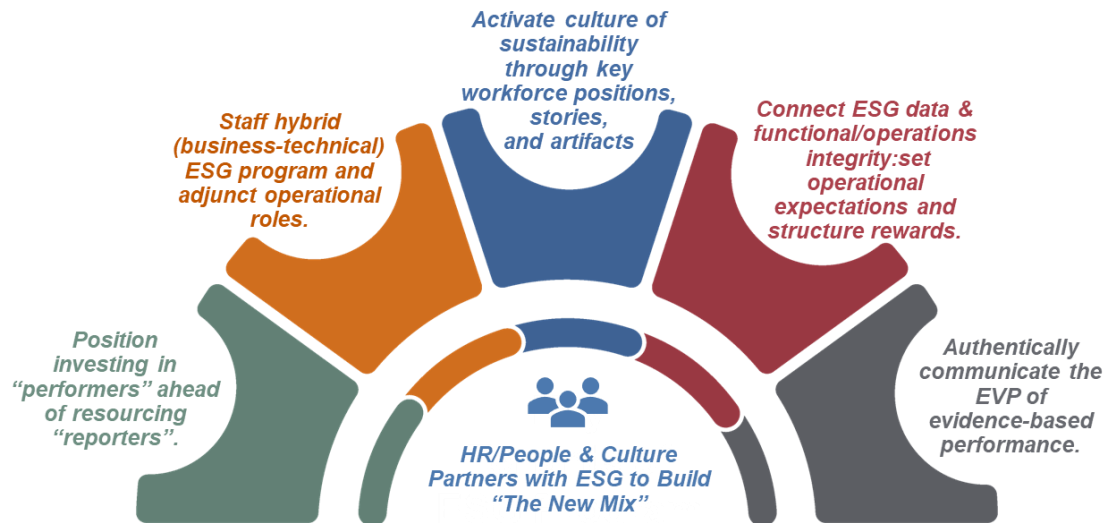 Position
investing in
“performers” ahead
of resourcing
“reporters”.
Staff hybrid
(business-technical)
ESG program and
adjunct operational
roles.
Activate culture of
sustainability
through key
workforce positions,
stories,
and artifacts
Connect ESG data &
functional/operations
integrity:set
operational
expectations and
structure rewards.
Authentically
communicate the
EVP of
evidence-based
performance.
HR/People & Culture
Partners with ESG to Build
“The New Mix”